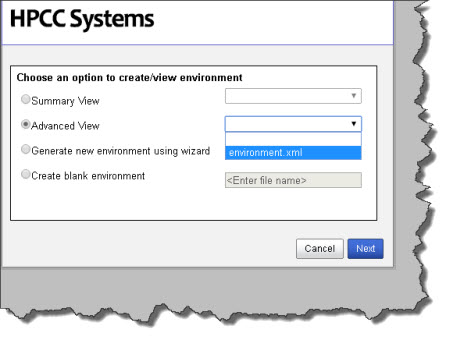 HPCC Systems
Choose an option to create/view environment
Summary View
Advanced View
environment.xml
Generate new environment using wizard
Create blank environment
<Enter file name>
Cancel Next